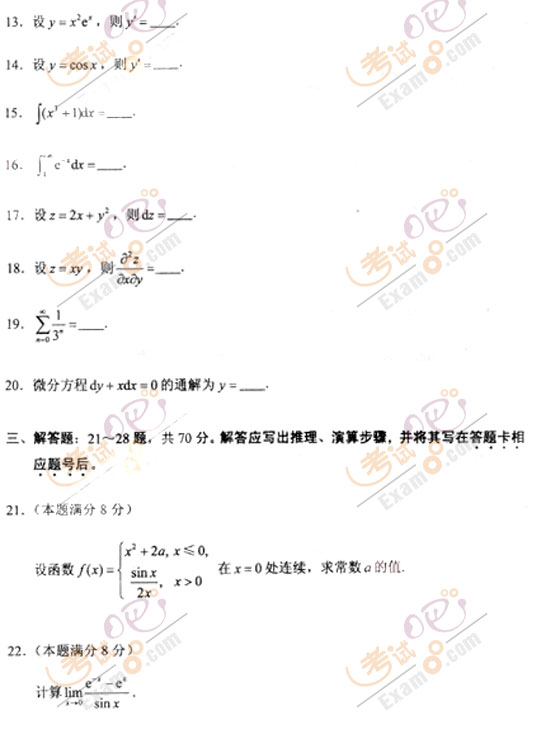 13. 设 y = x²eˣ, 则 y' = ____.
14. 设 y = cos x, 则 y' = ____.
15. ∫(x³ + 1)dx = ____.
16. ∫₁^∞ e⁻ˣdx = ____.
17. 设 z = 2x + y², 则 dz = ____.
18. 设 z = xy, 则 ∂²z/∂x∂y = ____.
19. ∑_{n=0}^∞ 1/3ⁿ = ____.
20. 微分方程 dy + xdx = 0 的通解为 y = ____.
三、解答题: 21～28 题, 共 70 分。解答应写出推理、演算步骤, 并将其写在答题卡相
应题号后。
21. (本题满分 8 分)
设函数 f(x) = { x² + 2a, x ⩽ 0, sin x/2x, x > 0 在 x = 0 处连续, 求常数 a 的值.
22. (本题满分 8 分)
计算 lim_{x→0} (e⁻ˣ − eˣ)/sin x .
考试吧
Exam8.com